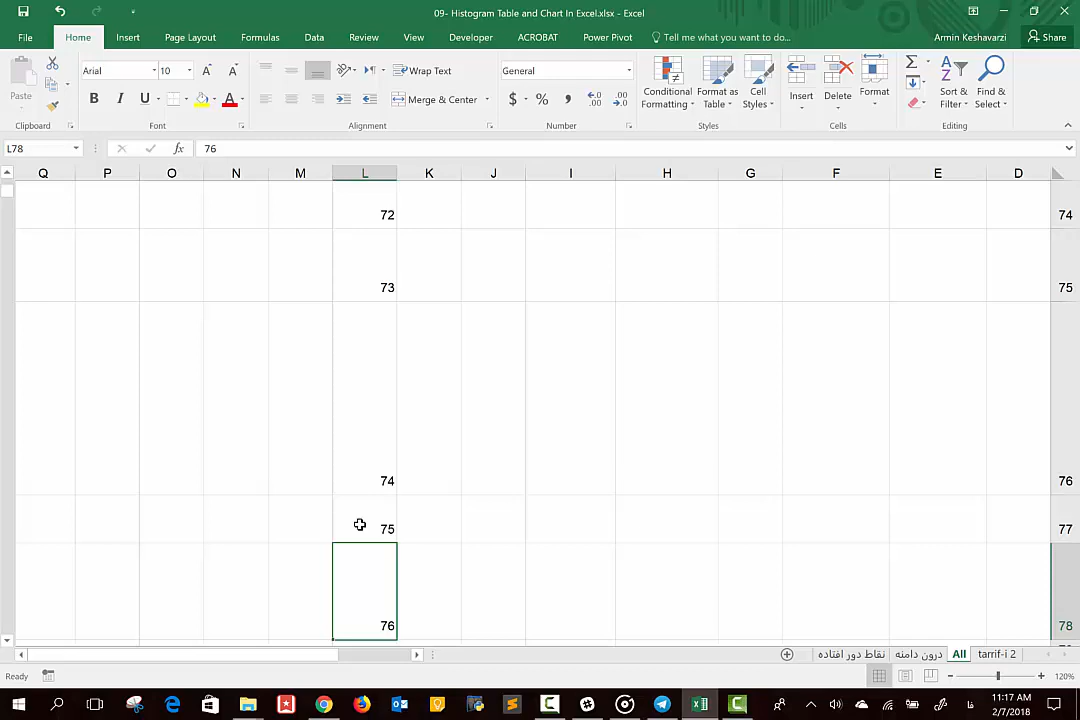 09- Histogram Table and Chart In Excel.xlsx - Excel
File Home Insert Page Layout Formulas Data Review View Developer ACROBAT Power Pivot Tell me what you want to do... Armin Keshavarzi Share
Paste Arial 10 Wrap Text General Conditional Formatting Format as Table Cell Styles Insert Delete Format Sort & Filter Find & Select
B I U A Merge & Center $ % , .00
Clipboard Font Alignment Number Styles Cells Editing
L78 fx 76
Q P O N M L K J I H G F E D
72 74
73 75
74 76
75 77
76 78
نقاط دور افتاده درون دامنه All tarrif-i 2
Ready 120%
11:17 AM
2/7/2018
فا